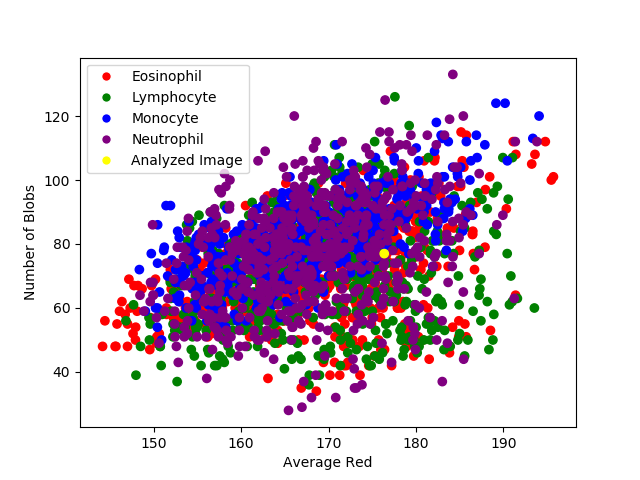 Eosinophil
Lymphocyte
Monocyte
Neutrophil
Analyzed Image
Number of Blobs
120
100
80
60
40
150 160 170 180 190
Average Red